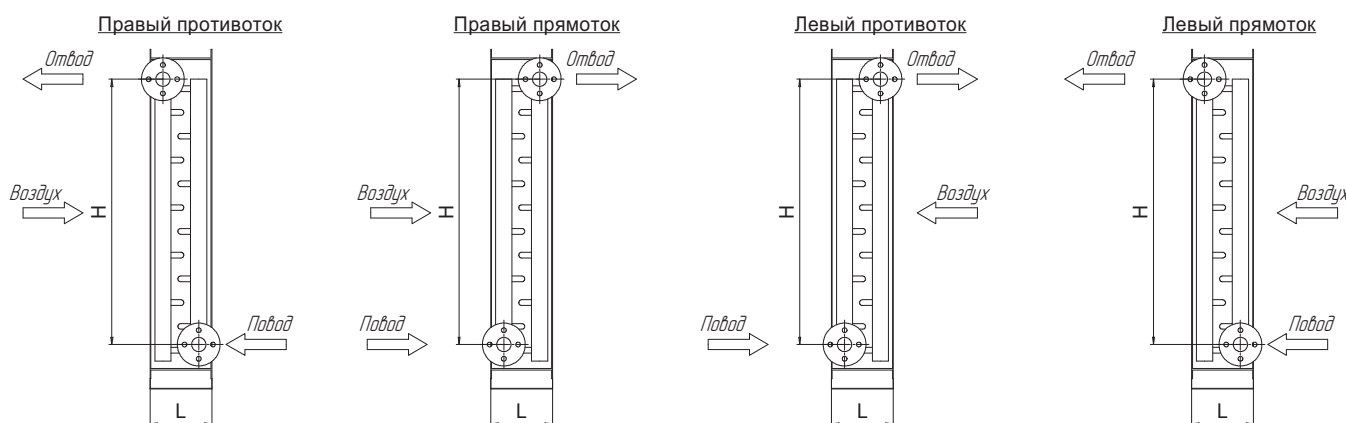 Правый противоток
Правый прямоток
Левый противоток
Левый прямоток
Отвод
Отвод
Отвод
Отвод
Воздух
H
Воздух
H
H
Воздух
H
Воздух
Повод
Повод
Повод
Повод
L
L
L
L